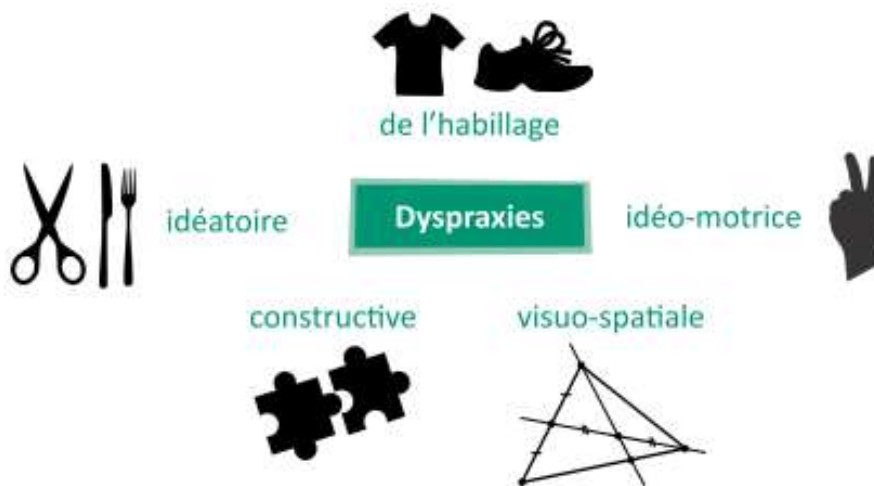 de l'habillage
idéatoire
Dyspraxies
idéo-motrice
constructive
visuo-spatiale